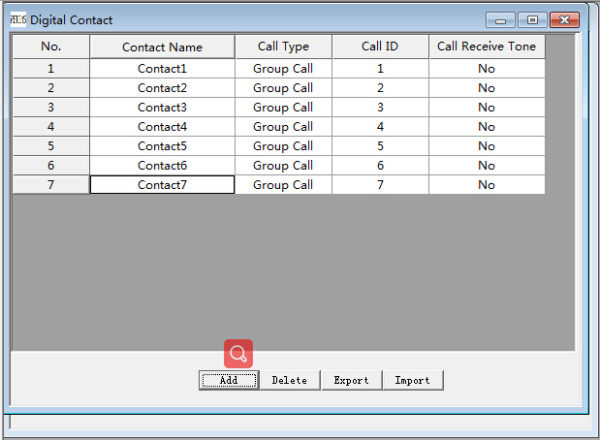 Digital Contact
No. Contact Name Call Type Call ID Call Receive Tone
1 Contact1 Group Call 1 No
2 Contact2 Group Call 2 No
3 Contact3 Group Call 3 No
4 Contact4 Group Call 4 No
5 Contact5 Group Call 5 No
6 Contact6 Group Call 6 No
7 Contact7 Group Call 7 No
Add Delete Export Import